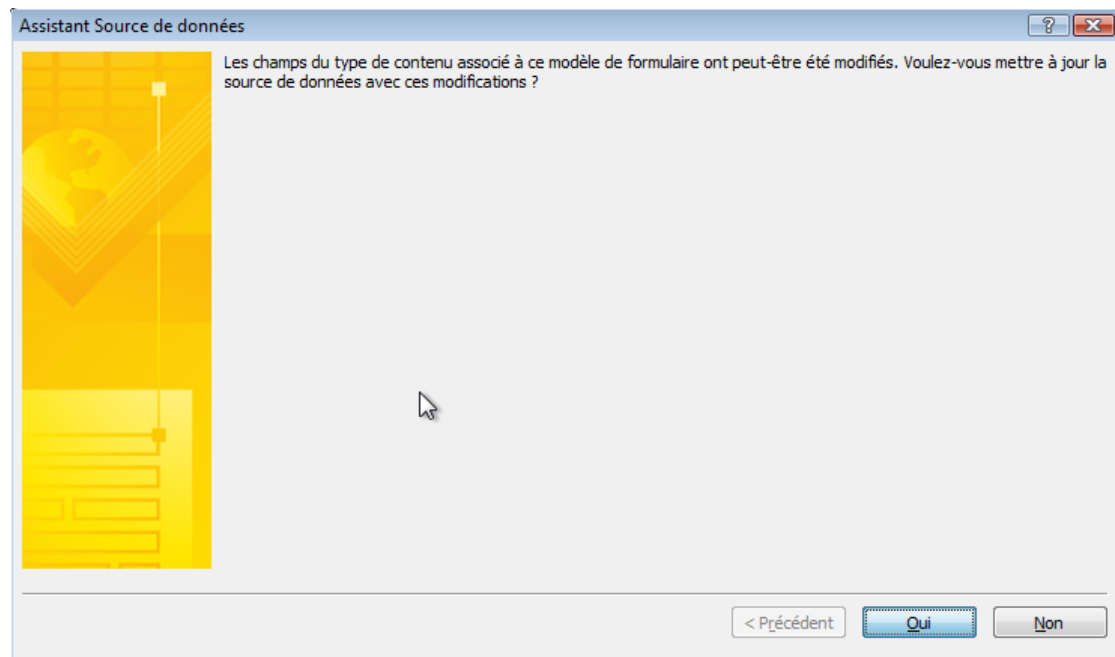 Assistant Source de données
Les champs du type de contenu associé à ce modèle de formulaire ont peut-être été modifiés. Voulez-vous mettre à jour la
source de données avec ces modifications ?
< Précédent
Oui
Non